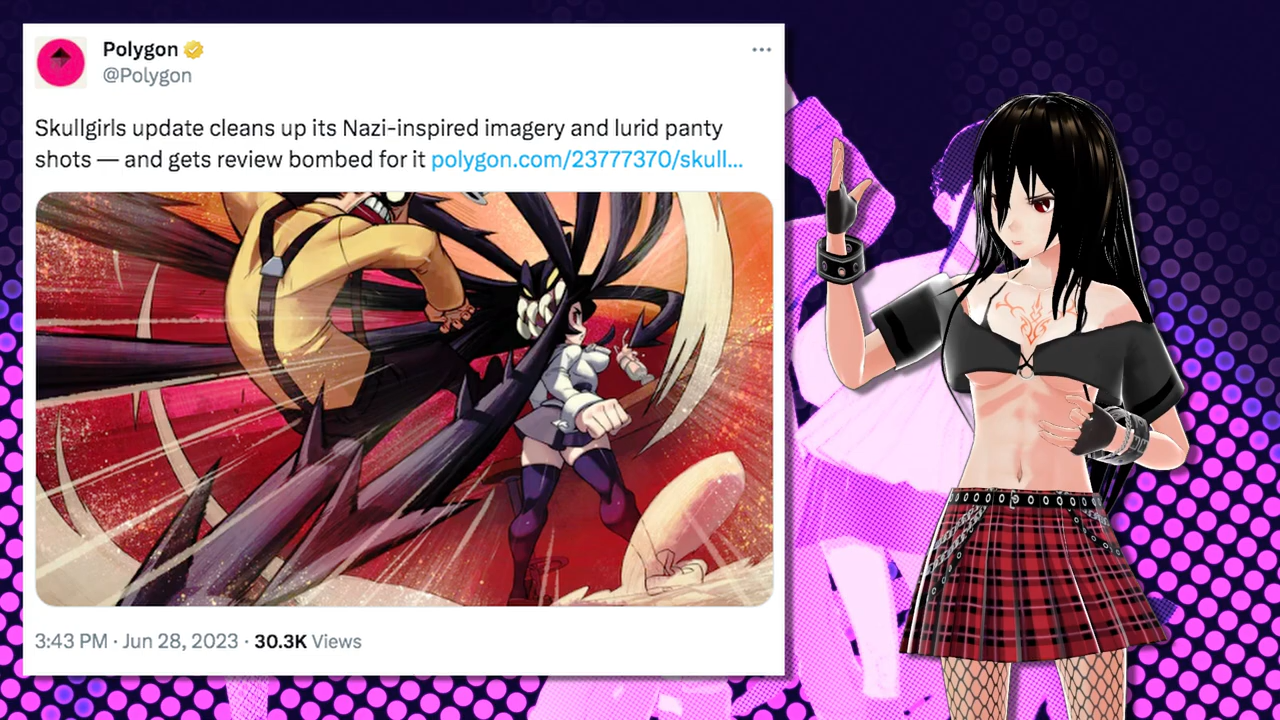 Polygon
@Polygon
Skullgirls update cleans up its Nazi-inspired imagery and lurid panty
shots — and gets review bombed for it polygon.com/23777370/skull...
3:43 PM · Jun 28, 2023 · 30.3K Views